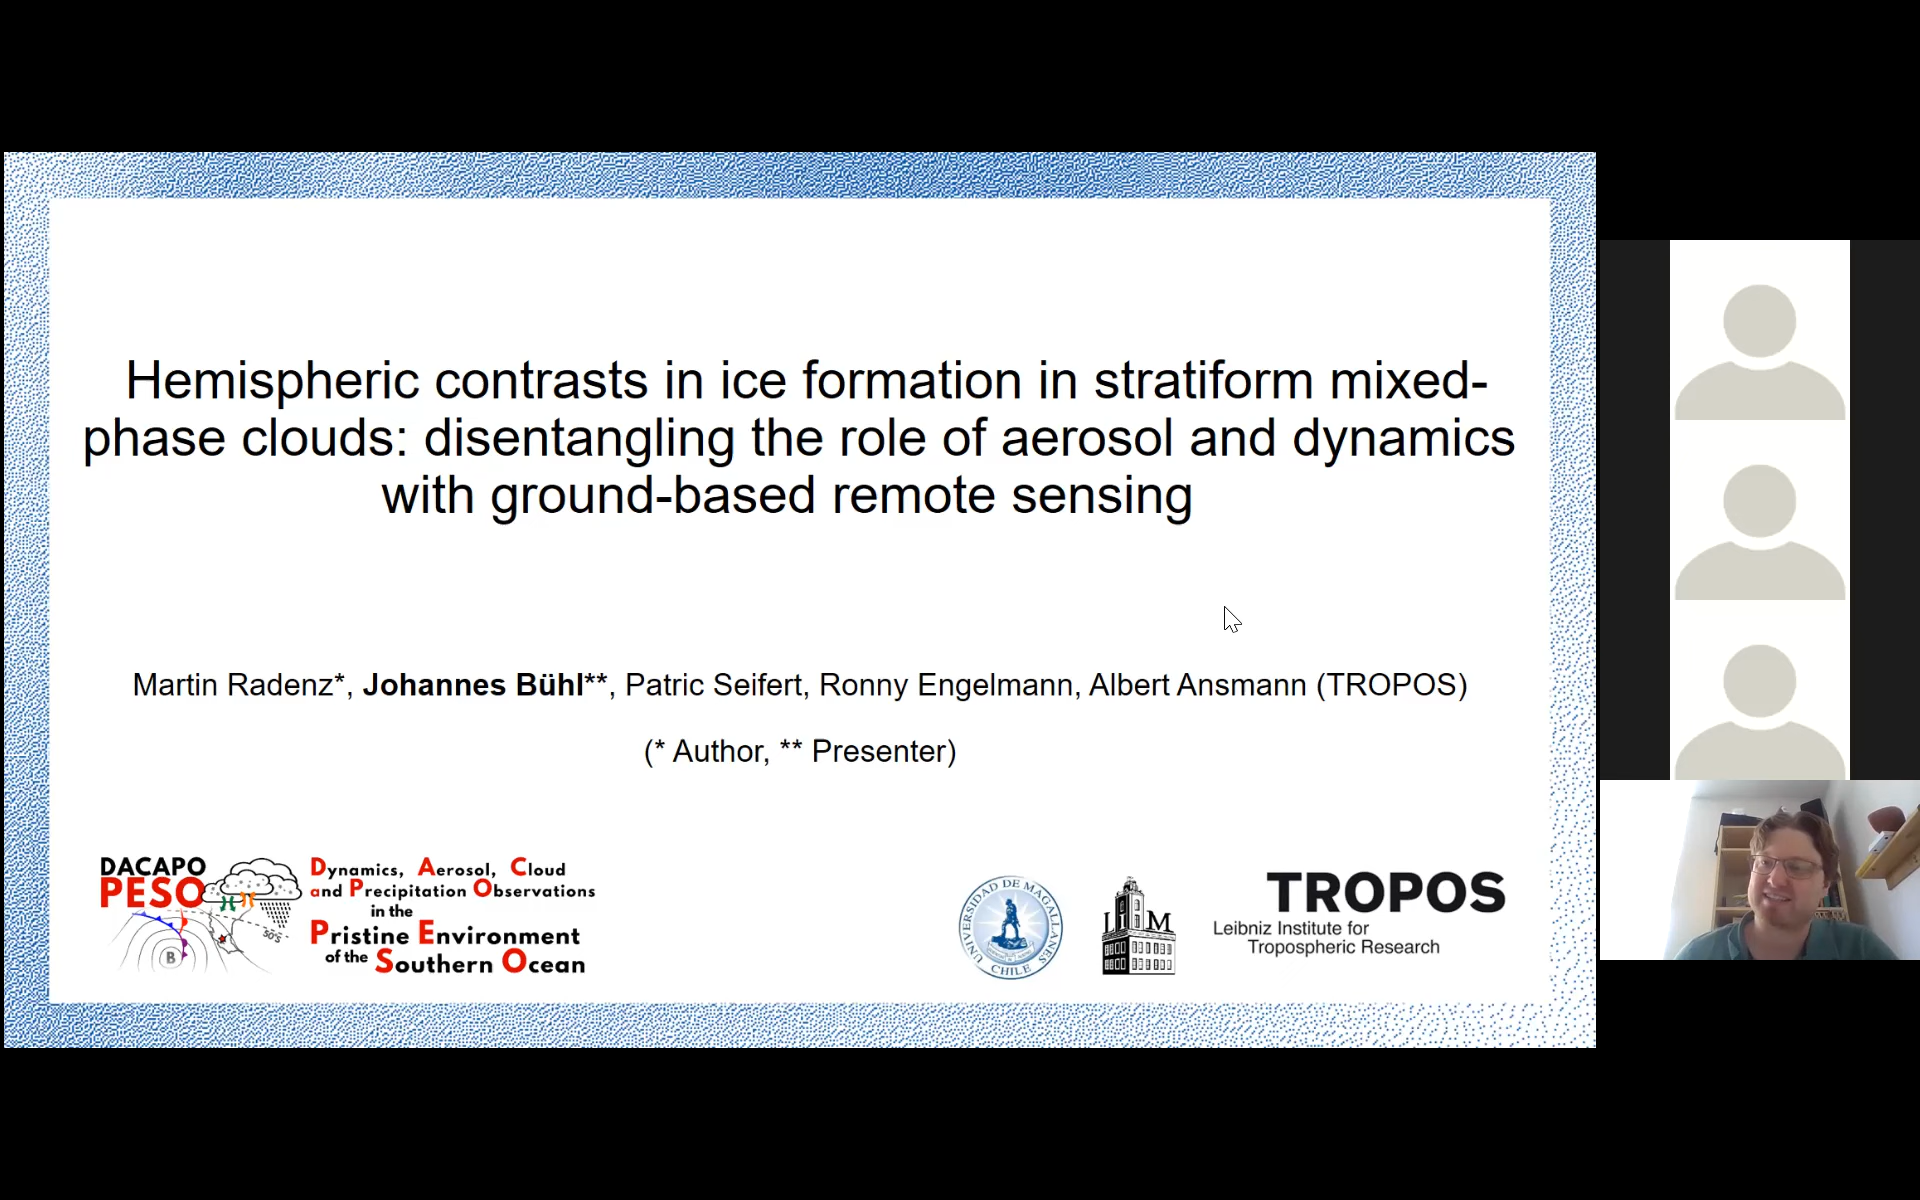 Hemispheric contrasts in ice formation in stratiform mixed-
phase clouds: disentangling the role of aerosol and dynamics
with ground-based remote sensing
Martin Radenz*, Johannes Bühl**, Patric Seifert, Ronny Engelmann, Albert Ansmann (TROPOS)
(* Author, ** Presenter)
DACAPO
PESO
50°S
B
Dynamics, Aerosol, Cloud
and Precipitation Observations
in the
Pristine Environment
of the Southern Ocean
UNIVERSIDAD DE MAGALLANES
CHILE
L I M
TROPOS
Leibniz Institute for
Tropospheric Research